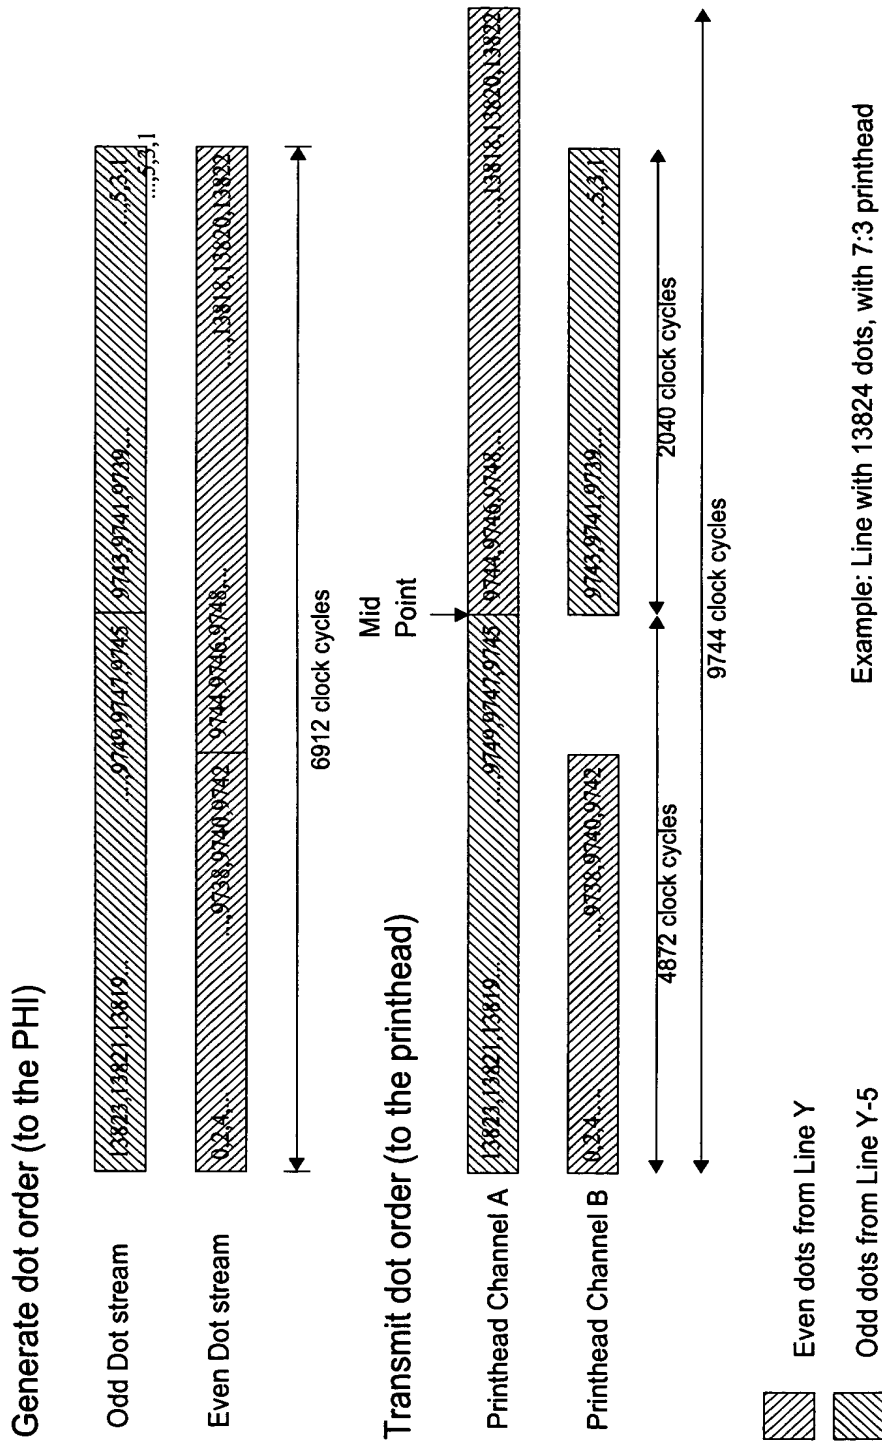 Generate dot order (to the PHI)
Odd Dot stream
13823,13821,13819... ...,9749,9747,9745 9743,9741,9739,... ...,5,3,1
...,5,3,1
Even Dot stream
0,2,4,... ...,9738,9740,9742 9744,9746,9748,... ...,13818,13820,13822
6912 clock cycles
Transmit dot order (to the printhead)
Mid
Point
Printhead Channel A
13823,13821,13819... ...,9749,9747,9745 9744,9746,9748,... ...,13818,13820,13822
Printhead Channel B
0,2,4,... ...,9738,9740,9742 9743,9741,9739,... ...,5,3,1
4872 clock cycles 2040 clock cycles
9744 clock cycles
Even dots from Line Y
Odd dots from Line Y-5
Example: Line with 13824 dots, with 7:3 printhead